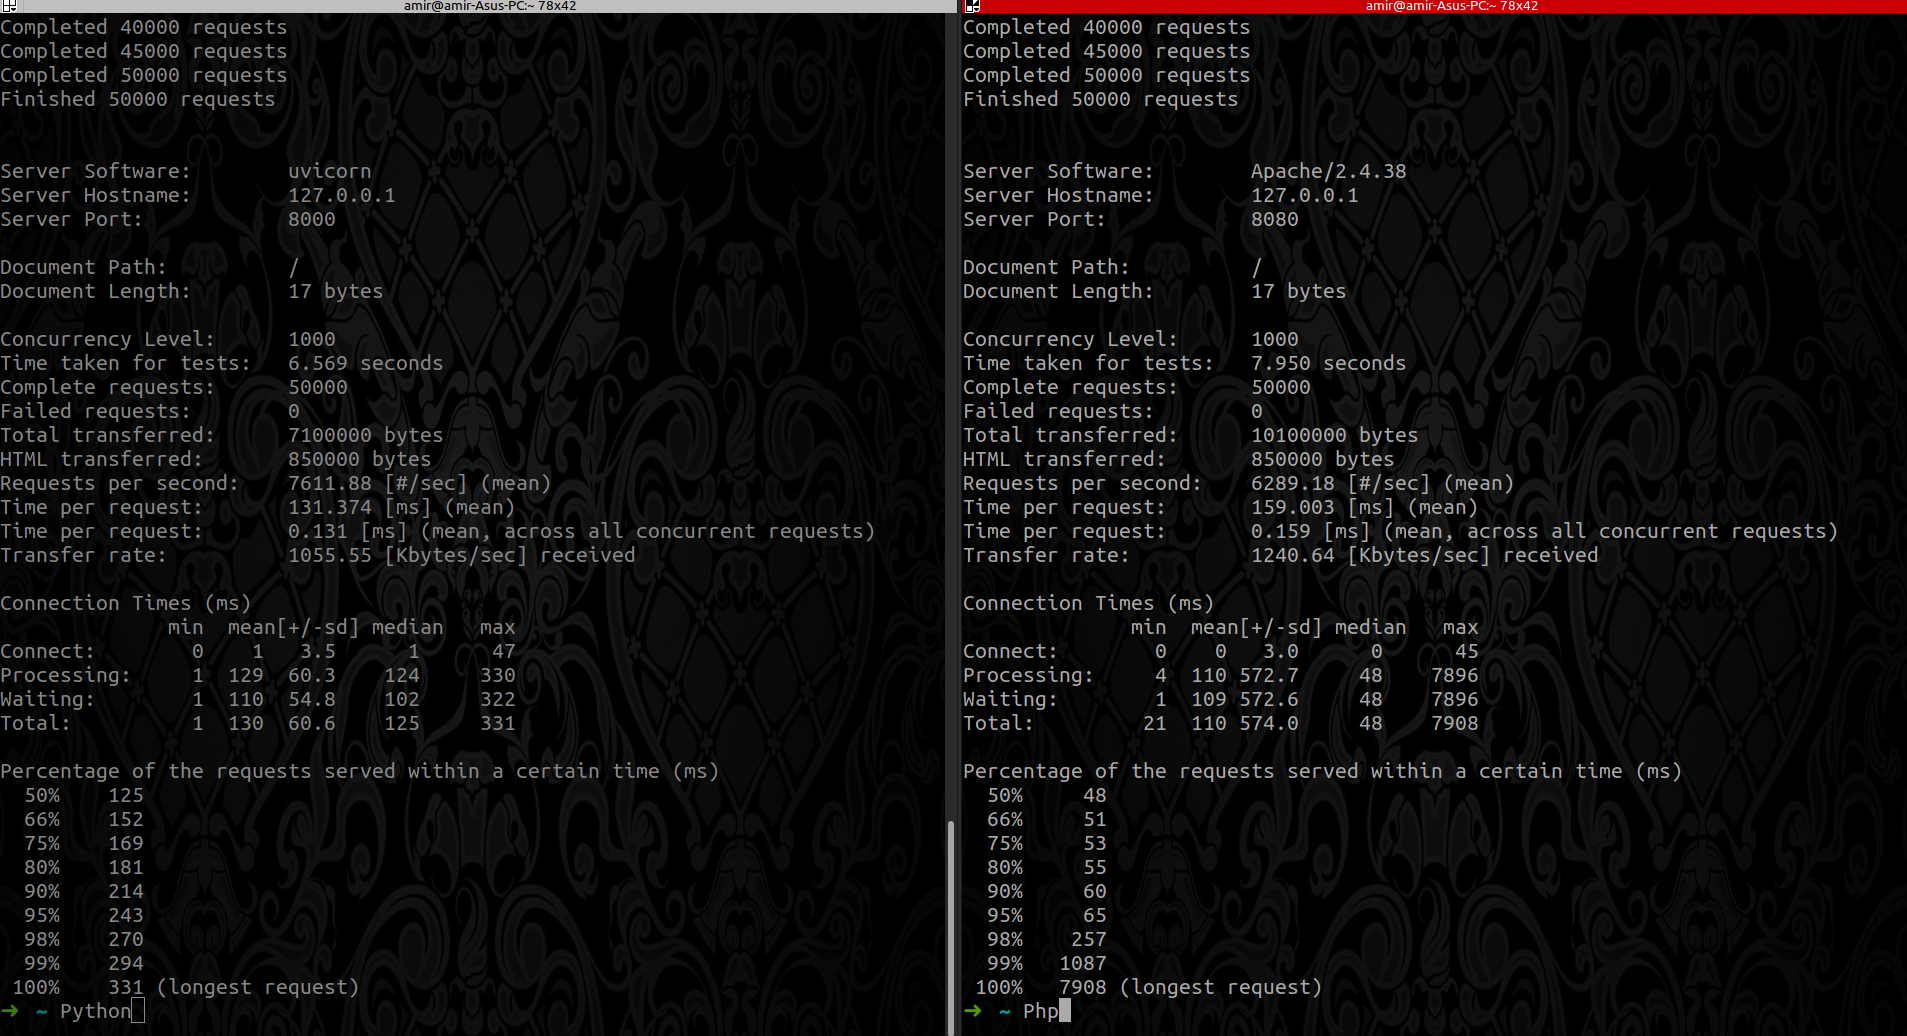 amir@amir-Asus-PC:~ 78x42
Completed 40000 requests
Completed 45000 requests
Completed 50000 requests
Finished 50000 requests
Server Software:        uvicorn
Server Hostname:        127.0.0.1
Server Port:            8000
Document Path:          /
Document Length:        17 bytes
Concurrency Level:      1000
Time taken for tests:   6.569 seconds
Complete requests:      50000
Failed requests:        0
Total transferred:      7100000 bytes
HTML transferred:       850000 bytes
Requests per second:    7611.88 [#/sec] (mean)
Time per request:       131.374 [ms] (mean)
Time per request:       0.131 [ms] (mean, across all concurrent requests)
Transfer rate:          1055.55 [Kbytes/sec] received
Connection Times (ms)
              min  mean[+/-sd] median   max
Connect:        0    1   3.5      1      47
Processing:     1  129  60.3    124     330
Waiting:        1  110  54.8    102     322
Total:          1  130  60.6    125     331
Percentage of the requests served within a certain time (ms)
  50%    125
  66%    152
  75%    169
  80%    181
  90%    214
  95%    243
  98%    270
  99%    294
 100%    331 (longest request)
➜  ~ Python
amir@amir-Asus-PC:~ 78x42
Completed 40000 requests
Completed 45000 requests
Completed 50000 requests
Finished 50000 requests
Server Software:        Apache/2.4.38
Server Hostname:        127.0.0.1
Server Port:            8080
Document Path:          /
Document Length:        17 bytes
Concurrency Level:      1000
Time taken for tests:   7.950 seconds
Complete requests:      50000
Failed requests:        0
Total transferred:      10100000 bytes
HTML transferred:       850000 bytes
Requests per second:    6289.18 [#/sec] (mean)
Time per request:       159.003 [ms] (mean)
Time per request:       0.159 [ms] (mean, across all concurrent requests)
Transfer rate:          1240.64 [Kbytes/sec] received
Connection Times (ms)
              min  mean[+/-sd] median   max
Connect:        0    0   3.0      0      45
Processing:     4  110 572.7     48    7896
Waiting:        1  109 572.6     48    7896
Total:         21  110 574.0     48    7908
Percentage of the requests served within a certain time (ms)
  50%     48
  66%     51
  75%     53
  80%     55
  90%     60
  95%     65
  98%    257
  99%   1087
 100%   7908 (longest request)
➜  ~ Php